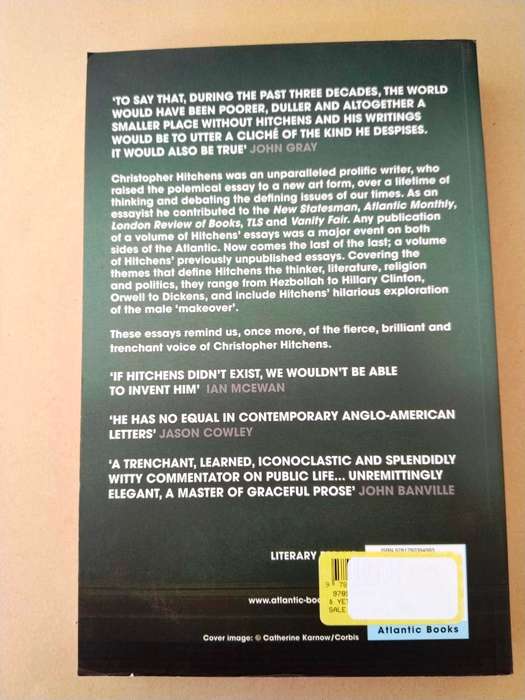 'TO SAY THAT, DURING THE PAST THREE DECADES, THE WORLD
WOULD HAVE BEEN POORER, DULLER AND ALTOGETHER A
SMALLER PLACE WITHOUT HITCHENS AND HIS WRITINGS
WOULD BE TO UTTER A CLICHÉ OF THE KIND HE DESPISES.
IT WOULD ALSO BE TRUE' JOHN GRAY
Christopher Hitchens was an unparalleled prolific writer, who
raised the polemical essay to a new art form, over a lifetime of
thinking and debating the defining issues of our times. As an
essayist he contributed to the New Statesman, Atlantic Monthly,
London Review of Books, TLS and Vanity Fair. Any publication
of a volume of Hitchens' essays was a major event on both
sides of the Atlantic. Now comes the last of the last; a volume
of Hitchens' previously unpublished essays. Covering the
themes that define Hitchens the thinker, literature, religion
and politics, they range from Hezbollah to Hillary Clinton,
Orwell to Dickens, and include Hitchens' hilarious exploration
of the male 'makeover'.
These essays remind us, once more, of the fierce, brilliant and
trenchant voice of Christopher Hitchens.
'IF HITCHENS DIDN'T EXIST, WE WOULDN'T BE ABLE
TO INVENT HIM' IAN MCEWAN
'HE HAS NO EQUAL IN CONTEMPORARY ANGLO-AMERICAN
LETTERS' JASON COWLEY
'A TRENCHANT, LEARNED, ICONOCLASTIC AND SPLENDIDLY
WITTY COMMENTATOR ON PUBLIC LIFE... UNREMITTINGLY
ELEGANT, A MASTER OF GRACEFUL PROSE' JOHN BANVILLE
LITERARY
ISBN
9 78
978
6 YE
SALE
www.atlantic-boo
Atlantic Books
Cover image: © Catherine Karnow/Corbis